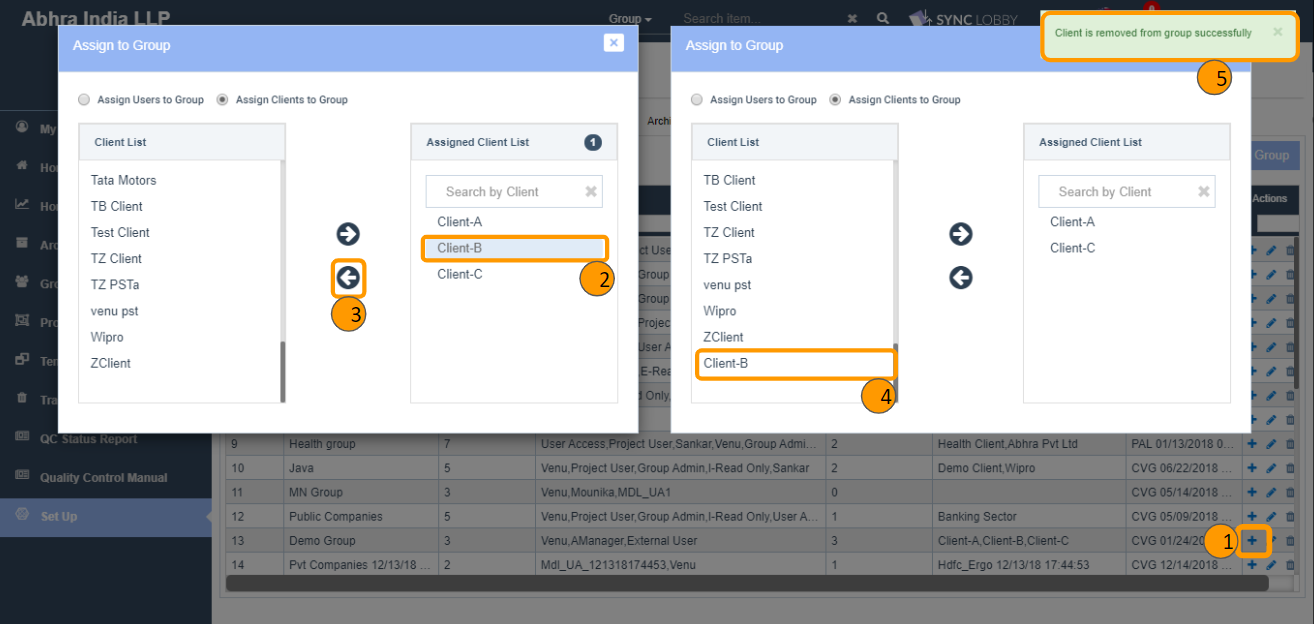 Abhra India LLP
Group
Search item...
SYNC LOBBY
Client is removed from group successfully
5
Assign to Group
Assign Users to Group
Assign Clients to Group
Client List
Tata Motors
TB Client
Test Client
TZ Client
TZ PSTa
venu pst
Wipro
ZClient
3
Assigned Client List 1
Search by Client
Client-A
Client-B
Client-C
2
Assign to Group
Assign Users to Group
Assign Clients to Group
Client List
TB Client
Test Client
TZ Client
TZ PSTa
venu pst
Wipro
ZClient
Client-B
4
Assigned Client List
Search by Client
Client-A
Client-C
My
QC Status Report
Quality Control Manual
Set Up
Group
Actions
9 Health group 7 User Access,Project User,Sankar,Venu,Group Admi... 2 Health Client,Abhra Pvt Ltd PAL 01/13/2018 0...
10 Java 5 Venu,Project User,Group Admin,I-Read Only,Sankar 2 Demo Client,Wipro CVG 06/22/2018 ...
11 MN Group 3 Venu,Mounika,MDL_UA1 0 CVG 05/14/2018 ...
12 Public Companies 5 Venu,Project User,Group Admin,I-Read Only,User A... 1 Banking Sector CVG 05/09/2018 ...
13 Demo Group 3 Venu,AManager,External User 3 Client-A,Client-B,Client-C CVG 01/24/20
1
14 Pvt Companies 12/13/18 ... 2 Mdl_UA_121318174453,Venu 1 Hdfc_Ergo 12/13/18 17:44:53 CVG 12/14/2018 ...